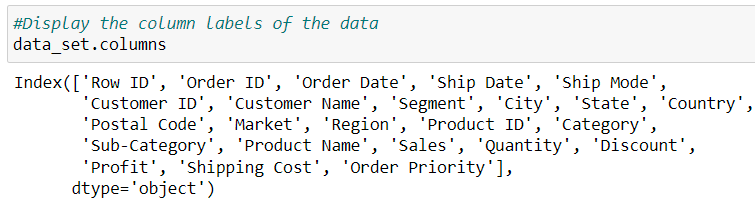 #Display the column labels of the data
data_set.columns
Index(['Row ID', 'Order ID', 'Order Date', 'Ship Date', 'Ship Mode',
'Customer ID', 'Customer Name', 'Segment', 'City', 'State', 'Country',
'Postal Code', 'Market', 'Region', 'Product ID', 'Category',
'Sub-Category', 'Product Name', 'Sales', 'Quantity', 'Discount',
'Profit', 'Shipping Cost', 'Order Priority'],
dtype='object')